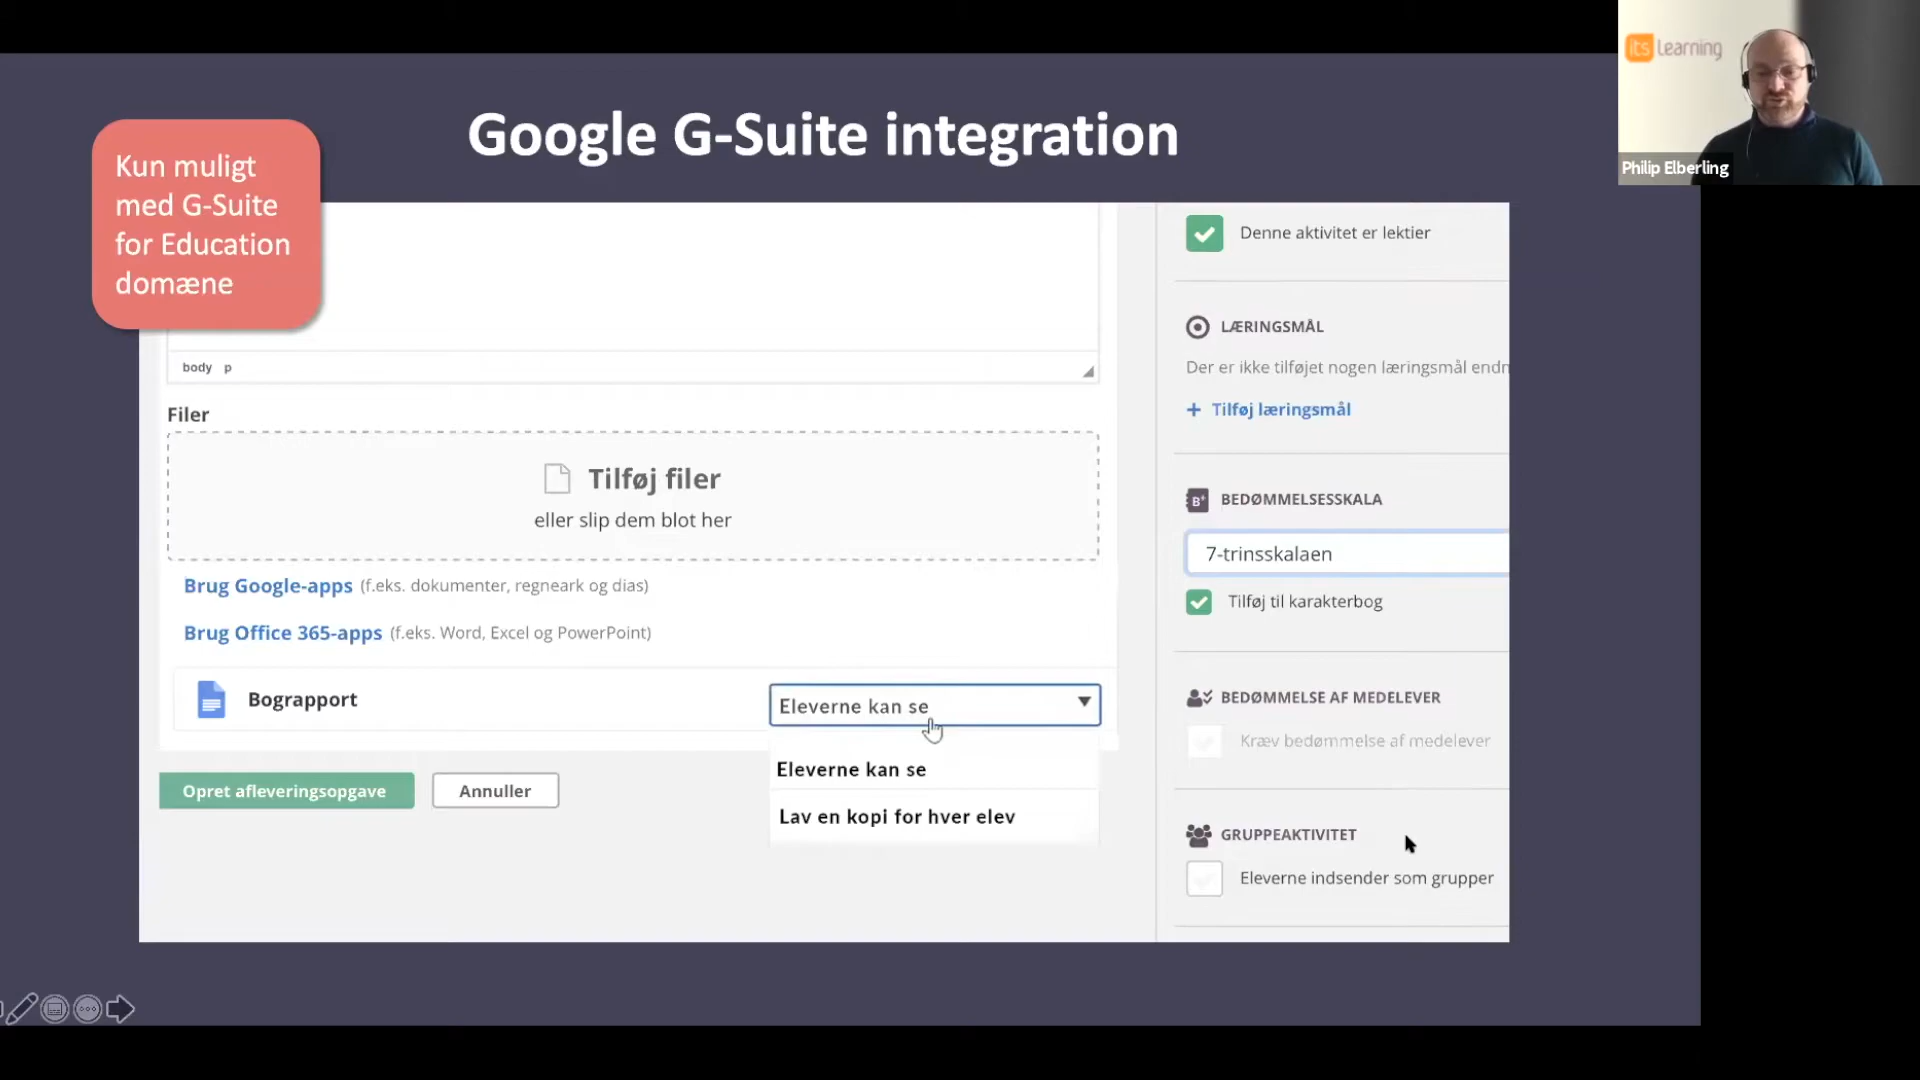 Google G-Suite integration
Kun muligt
med G-Suite
for Education
domæne
body p
Filer
Tilføj filer
eller slip dem blot her
Brug Google-apps (f.eks. dokumenter, regneark og dias)
Brug Office 365-apps (f.eks. Word, Excel og PowerPoint)
Bograpport
Eleverne kan se
Eleverne kan se
Lav en kopi for hver elev
Opret afleveringsopgave
Annuller
Denne aktivitet er lektier
LÆRINGSMÅL
Der er ikke tilføjet nogen læringsmål endn
+ Tilføj læringsmål
B+ BEDØMMELSESSKALA
7-trinsskalaen
Tilføj til karakterbog
BEDØMMELSE AF MEDELEVER
Kræv bedømmelse af medelever
GRUPPEAKTIVITET
Eleverne indsender som grupper
its Learning
Philip Elberling